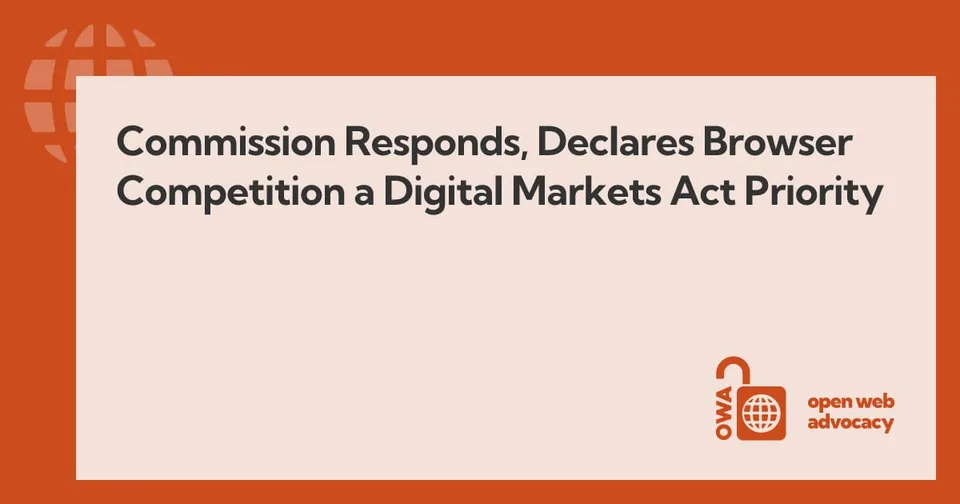 Commission Responds, Declares Browser
Competition a Digital Markets Act Priority
OWA
open web
advocacy